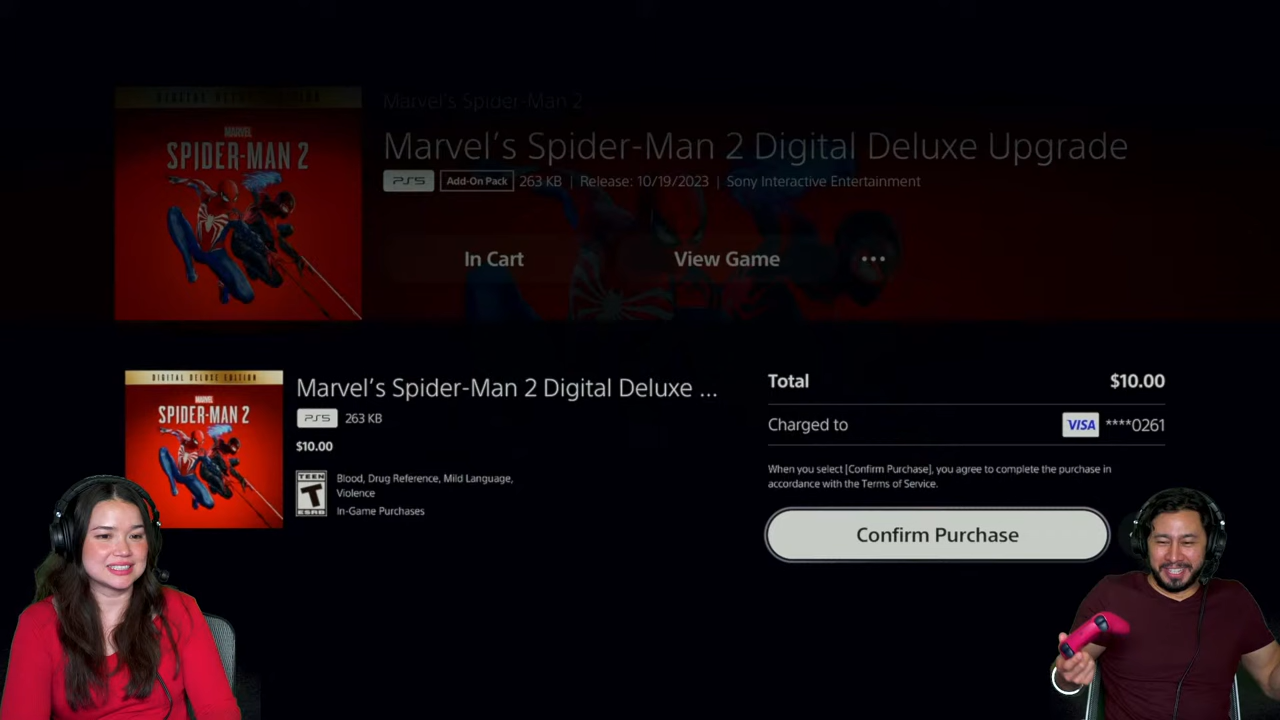 DIGITAL DELUXE EDITION
MARVEL
SPIDER-MAN 2
Marvel's Spider-Man 2
Marvel's Spider-Man 2 Digital Deluxe Upgrade
PS5 Add-On Pack 263 KB | Release: 10/19/2023 | Sony Interactive Entertainment
In Cart View Game •••
DIGITAL DELUXE EDITION
MARVEL
SPIDER-MAN 2
Marvel's Spider-Man 2 Digital Deluxe ...
PS5 263 KB
$10.00
TEEN
T
ESRB
Blood, Drug Reference, Mild Language,
Violence
In-Game Purchases
Total $10.00
Charged to VISA ****0261
When you select [Confirm Purchase], you agree to complete the purchase in
accordance with the Terms of Service.
Confirm Purchase